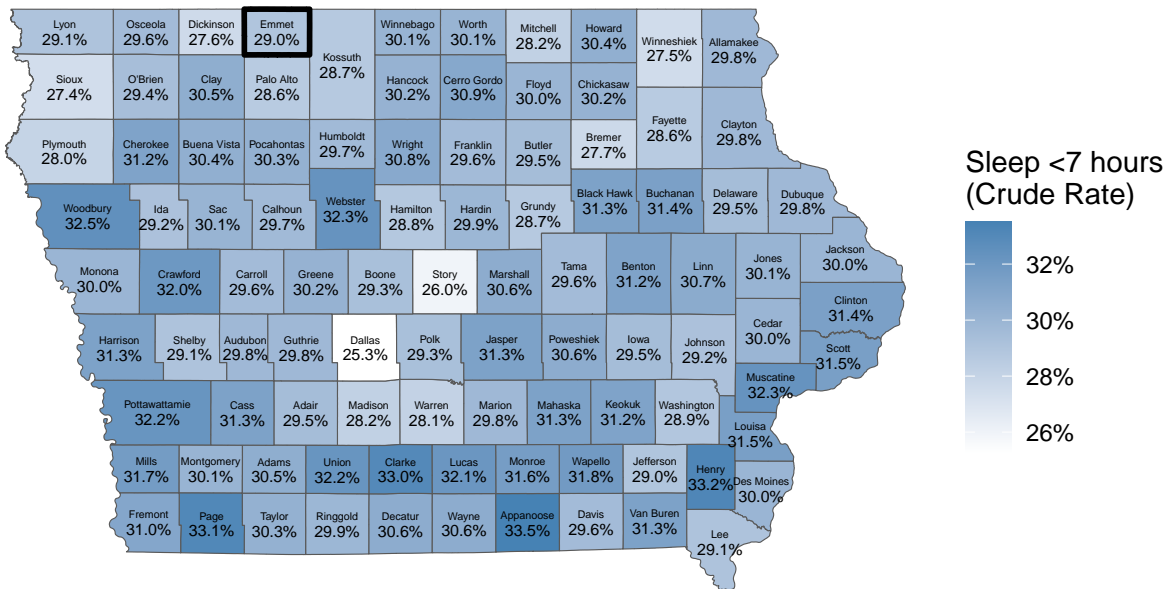 Lyon
29.1%
Osceola
29.6%
Dickinson
27.6%
Emmet
29.0%
Kossuth
28.7%
Winnebago
30.1%
Worth
30.1%
Mitchell
28.2%
Howard
30.4%
Winneshiek
27.5%
Allamakee
29.8%
Sioux
27.4%
O'Brien
29.4%
Clay
30.5%
Palo Alto
28.6%
Hancock
30.2%
Cerro Gordo
30.9%
Floyd
30.0%
Chickasaw
30.2%
Fayette
28.6%
Clayton
29.8%
Plymouth
28.0%
Cherokee
31.2%
Buena Vista
30.4%
Pocahontas
30.3%
Humboldt
29.7%
Wright
30.8%
Franklin
29.6%
Butler
29.5%
Bremer
27.7%
Woodbury
32.5%
Ida
29.2%
Sac
30.1%
Calhoun
29.7%
Webster
32.3%
Hamilton
28.8%
Hardin
29.9%
Grundy
28.7%
Black Hawk
31.3%
Buchanan
31.4%
Delaware
29.5%
Dubuque
29.8%
Monona
30.0%
Crawford
32.0%
Carroll
29.6%
Greene
30.2%
Boone
29.3%
Story
26.0%
Marshall
30.6%
Tama
29.6%
Benton
31.2%
Linn
30.7%
Jones
30.1%
Jackson
30.0%
Clinton
31.4%
Harrison
31.3%
Shelby
29.1%
Audubon
29.8%
Guthrie
29.8%
Dallas
25.3%
Polk
29.3%
Jasper
31.3%
Poweshiek
30.6%
Iowa
29.5%
Johnson
29.2%
Cedar
30.0%
Scott
31.5%
Muscatine
32.3%
Pottawattamie
32.2%
Cass
31.3%
Adair
29.5%
Madison
28.2%
Warren
28.1%
Marion
29.8%
Mahaska
31.3%
Keokuk
31.2%
Washington
28.9%
Louisa
31.5%
Mills
31.7%
Montgomery
30.1%
Adams
30.5%
Union
32.2%
Clarke
33.0%
Lucas
32.1%
Monroe
31.6%
Wapello
31.8%
Jefferson
29.0%
Henry
33.2%
Des Moines
30.0%
Fremont
31.0%
Page
33.1%
Taylor
30.3%
Ringgold
29.9%
Decatur
30.6%
Wayne
30.6%
Appanoose
33.5%
Davis
29.6%
Van Buren
31.3%
Lee
29.1%
Sleep <7 hours
(Crude Rate)
32%
30%
28%
26%